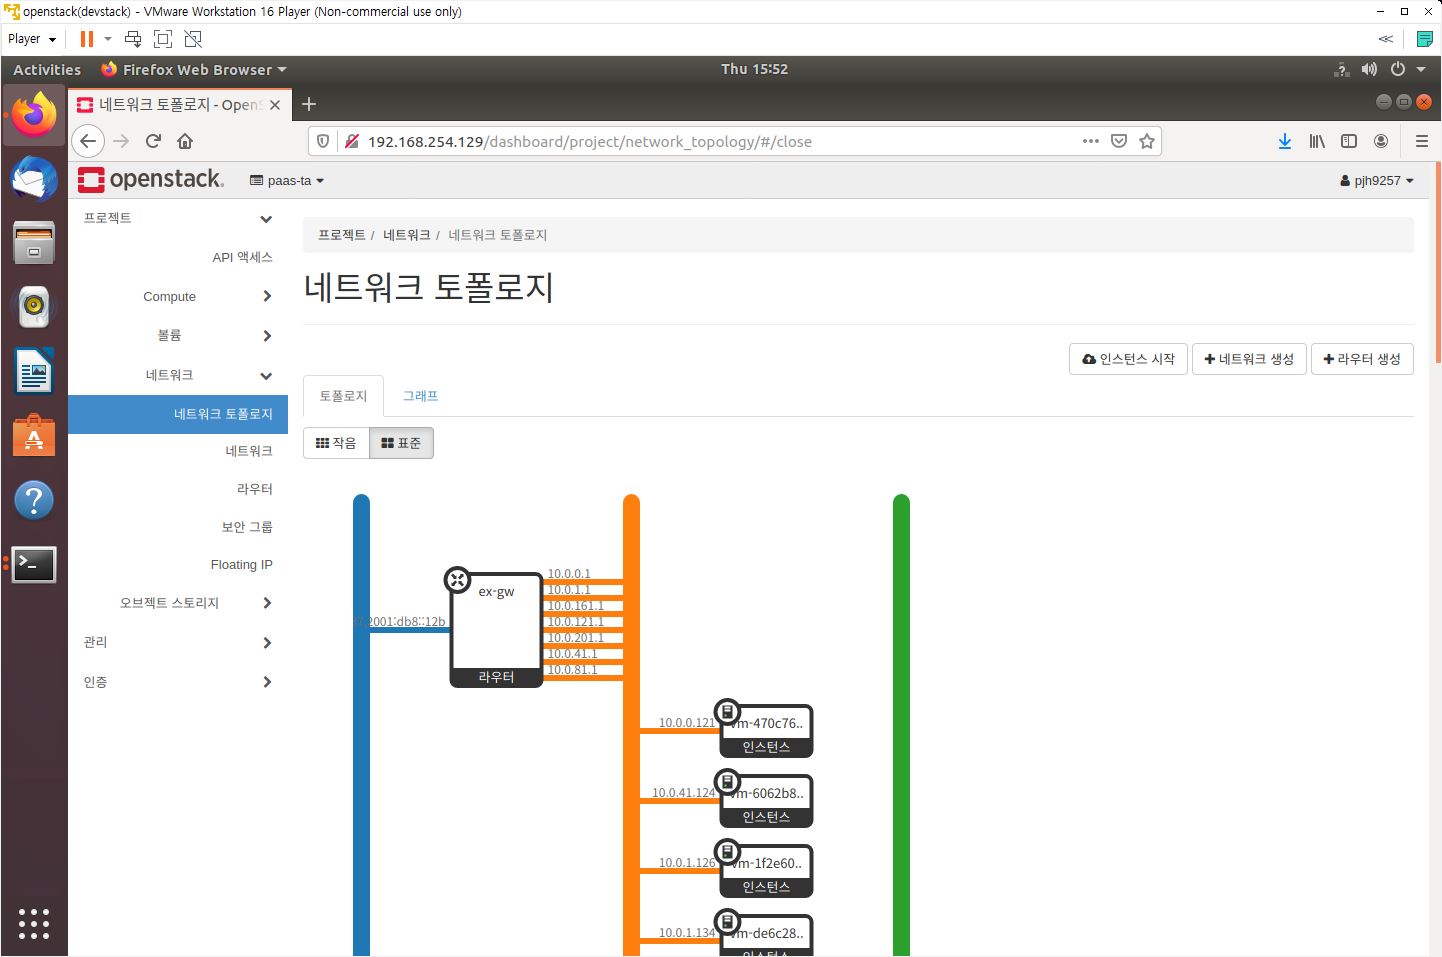 openstack(devstack) - VMware Workstation 16 Player (Non-commercial use only)
Player
Activities
Firefox Web Browser
Thu 15:52
네트워크 토폴로지 - OpenS
192.168.254.129/dashboard/project/network_topology/#/close
openstack.
paas-ta
pjh9257
프로젝트
API 액세스
Compute
볼륨
네트워크
네트워크 토폴로지
네트워크
라우터
보안 그룹
Floating IP
오브젝트 스토리지
관리
인증
프로젝트 / 네트워크 / 네트워크 토폴로지
네트워크 토폴로지
인스턴스 시작
네트워크 생성
라우터 생성
토폴로지
그래프
작음
표준
2001:db8::12b
ex-gw
라우터
10.0.0.1
10.0.1.1
10.0.161.1
10.0.121.1
10.0.201.1
10.0.41.1
10.0.81.1
10.0.0.121
vm-470c76..
인스턴스
10.0.41.124
vm-6062b8..
인스턴스
10.0.1.126
vm-1f2e60..
인스턴스
10.0.1.134
vm-de6c28..
인스턴스